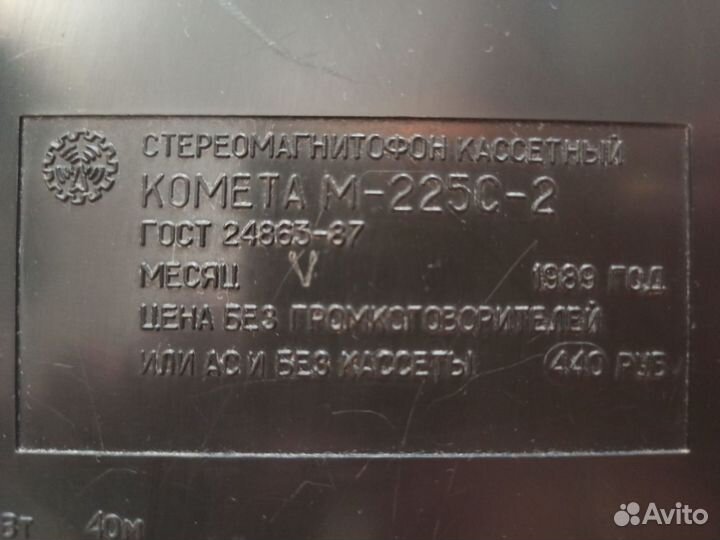 СТЕРЕОМАГНИТОФОН КАССЕТНЫЙ
КОМЕТА М-225С-2
ГОСТ 24863-87
МЕСЯЦ V 1989 ГОД
ЦЕНА БЕЗ ГРОМКОГОВОРИТЕЛЕЙ
ИЛИ АС И БЕЗ КАССЕТЫ 440 РУБ
Вт 40м
Avito